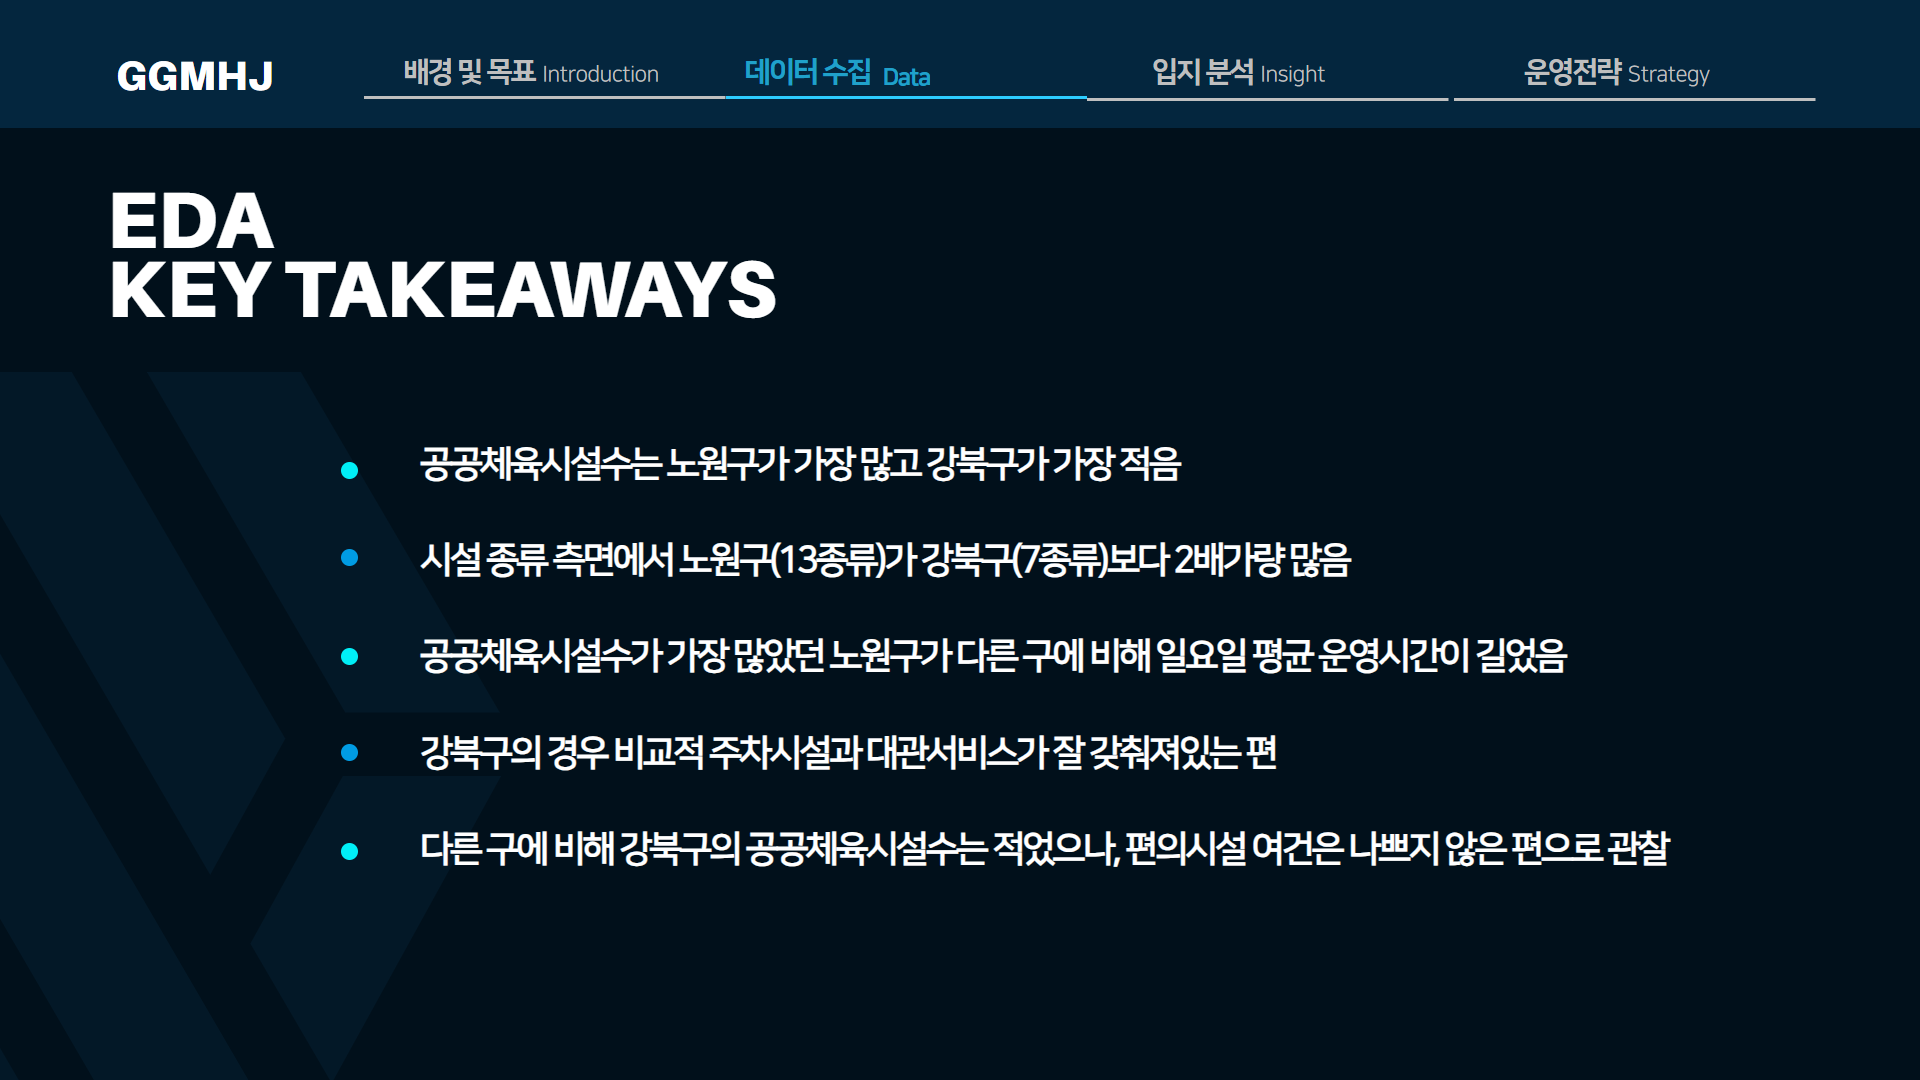 GGMHJ
배경 및 목표 Introduction
데이터 수집 Data
입지 분석 Insight
운영전략 Strategy
EDA
KEY TAKEAWAYS
공공체육시설수는 노원구가 가장 많고 강북구가 가장 적음
시설 종류 측면에서 노원구(13종류)가 강북구(7종류)보다 2배가량 많음
공공체육시설수가 가장 많았던 노원구가 다른 구에 비해 일요일 평균 운영시간이 길었음
강북구의 경우 비교적 주차시설과 대관서비스가 잘 갖춰져있는 편
다른 구에 비해 강북구의 공공체육시설수는 적었으나, 편의시설 여건은 나쁘지 않은 편으로 관찰